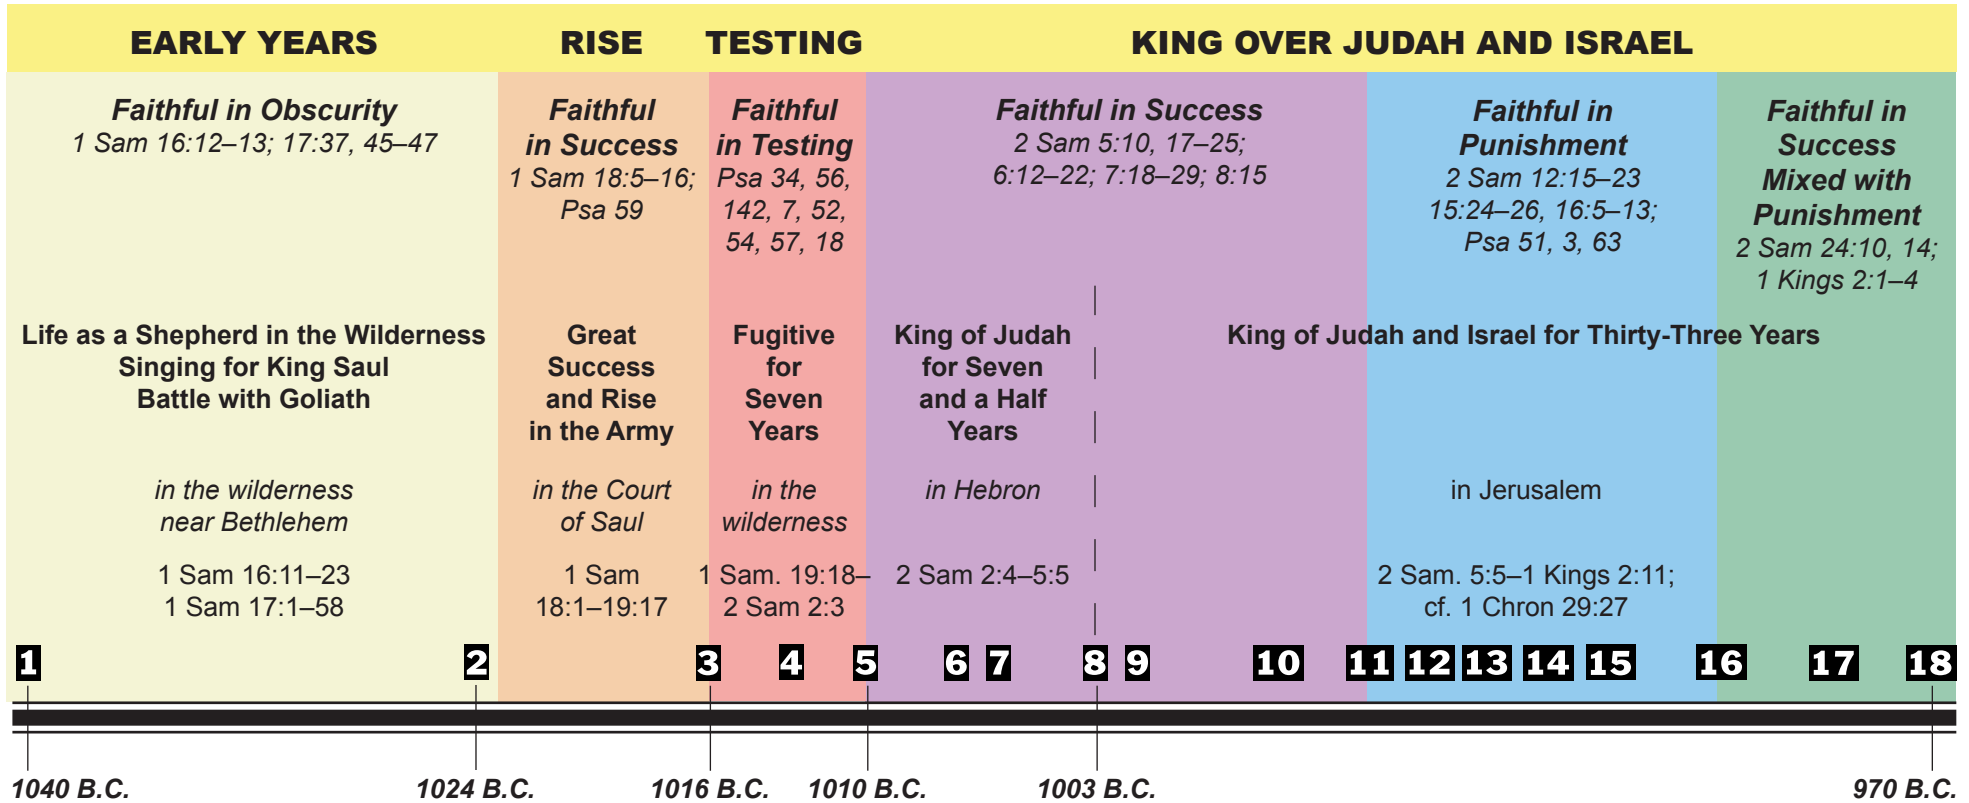 EARLY YEARS
RISE
TESTING
KING OVER JUDAH AND ISRAEL
Faithful in Obscurity
1 Sam 16:12–13; 17:37, 45–47
Faithful
in Success
1 Sam 18:5–16;
Psa 59
Faithful
in Testing
Psa 34, 56,
142, 7, 52,
54, 57, 18
Faithful in Success
2 Sam 5:10, 17–25;
6:12–22; 7:18–29; 8:15
Faithful in
Punishment
2 Sam 12:15–23
15:24–26, 16:5–13;
Psa 51, 3, 63
Faithful in
Success
Mixed with
Punishment
2 Sam 24:10, 14;
1 Kings 2:1–4
Life as a Shepherd in the Wilderness
Singing for King Saul
Battle with Goliath
Great
Success
and Rise
in the Army
Fugitive
for
Seven
Years
King of Judah
for Seven
and a Half
Years
King of Judah and Israel for Thirty-Three Years
in the wilderness
near Bethlehem
in the Court
of Saul
in the
wilderness
in Hebron
in Jerusalem
1 Sam 16:11–23
1 Sam 17:1–58
1 Sam
18:1–19:17
1 Sam. 19:18–
2 Sam 2:3
2 Sam 2:4–5:5
2 Sam. 5:5–1 Kings 2:11;
cf. 1 Chron 29:27
1 2 3 4 5 6 7 8 9 10 11 12 13 14 15 16 17 18
1040 B.C. 1024 B.C. 1016 B.C. 1010 B.C. 1003 B.C. 970 B.C.